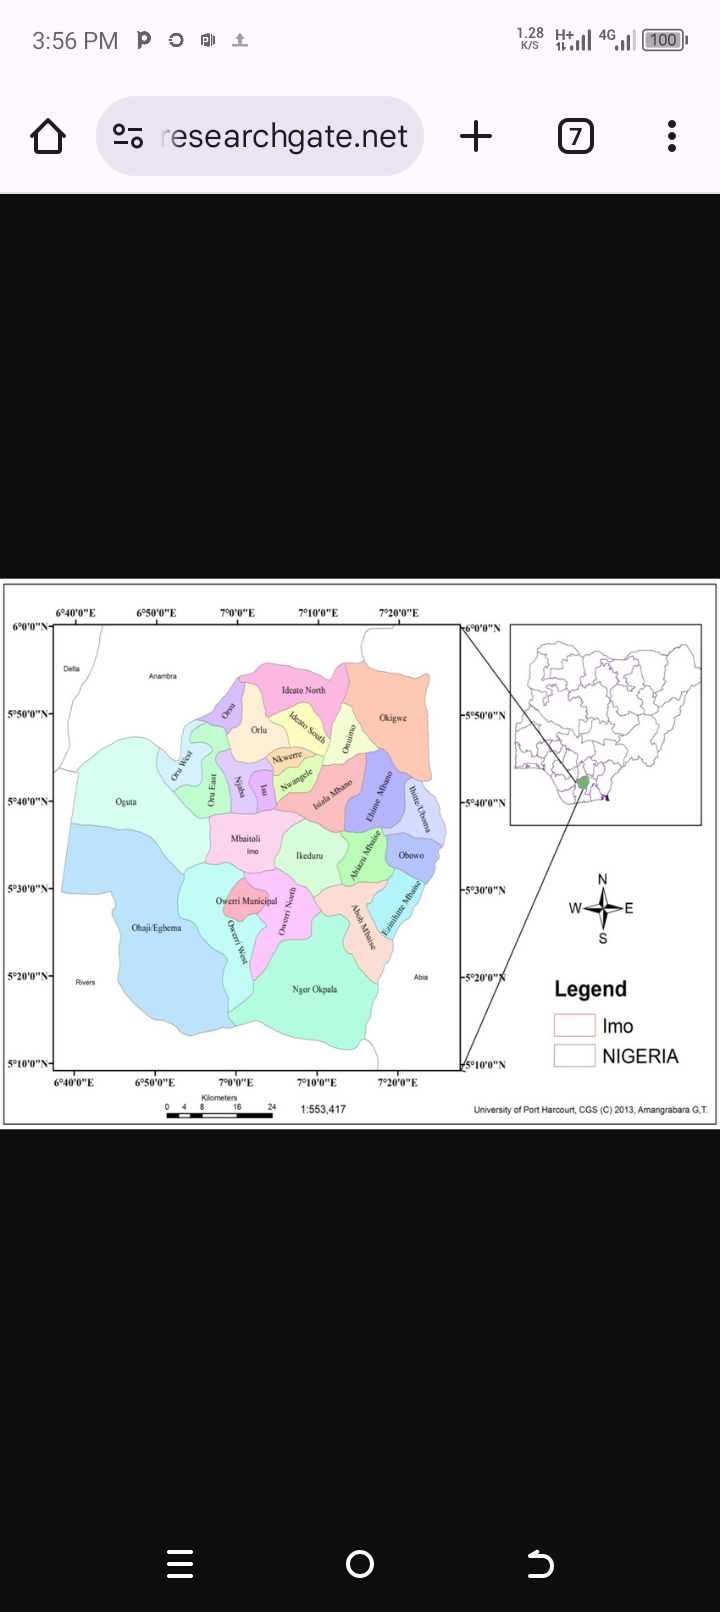 3:56 PM
1.28 K/S H+ 4G 100
researchgate.net
7
6°40'0"E 6°50'0"E 7°0'0"E 7°10'0"E 7°20'0"E
6°0'0"N
6°0'0"N
Delta
Anambra
Ideato North
Orsu
Okigwe
5°50'0"N
5°50'0"N
Orlu
Ideato South
Onuimo
Nkwerre
Oru West
Nwangele
Oru East
Njaba
Isu
Isiala Mbano
Ehime Mbano
Ihitte/Uboma
Oguta
5°40'0"N
5°40'0"N
Mbaitoli
Imo
Ikeduru
Ahiazu Mbaise
Obowo
5°30'0"N
5°30'0"N
Owerri Municipal
Owerri North
Ezinihitte Mbaise
Ohaji/Egbema
Owerri West
Aboh Mbaise
5°20'0"N
5°20'0"N
Rivers
Abia
Ngor Okpala
5°10'0"N
5°10'0"N
6°40'0"E 6°50'0"E 7°0'0"E 7°10'0"E 7°20'0"E
N
W E
S
Legend
Imo
NIGERIA
Kilometers
0 4 8 16 24
1:553,417
University of Port Harcourt, CGS (C) 2013, Amangrabara G,T.